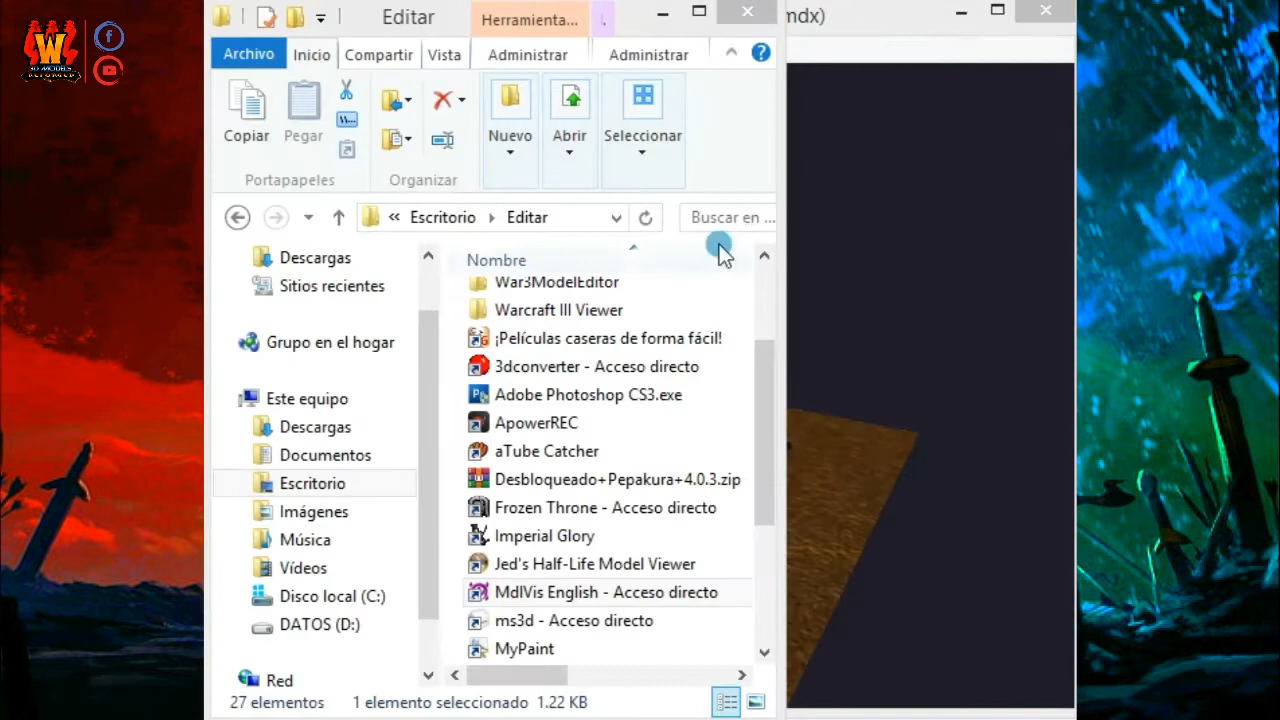 Editar
Herramienta...
mdx)
W
3D MODELS
REFORGED
f
Archivo
Inicio
Compartir
Vista
Administrar
Administrar
?
Copiar
Pegar
W...
Nuevo
Abrir
Seleccionar
Portapapeles
Organizar
« Escritorio
Editar
Buscar en ...
Descargas
Sitios recientes
Grupo en el hogar
Este equipo
Descargas
Documentos
Escritorio
Imágenes
Música
Vídeos
Disco local (C:)
DATOS (D:)
Red
Nombre
War3ModelEditor
Warcraft III Viewer
¡Películas caseras de forma fácil!
3dconverter - Acceso directo
Adobe Photoshop CS3.exe
ApowerREC
aTube Catcher
Desbloqueado+Pepakura+4.0.3.zip
Frozen Throne - Acceso directo
Imperial Glory
Jed's Half-Life Model Viewer
MdlVis English - Acceso directo
ms3d - Acceso directo
MyPaint
27 elementos
1 elemento seleccionado 1.22 KB